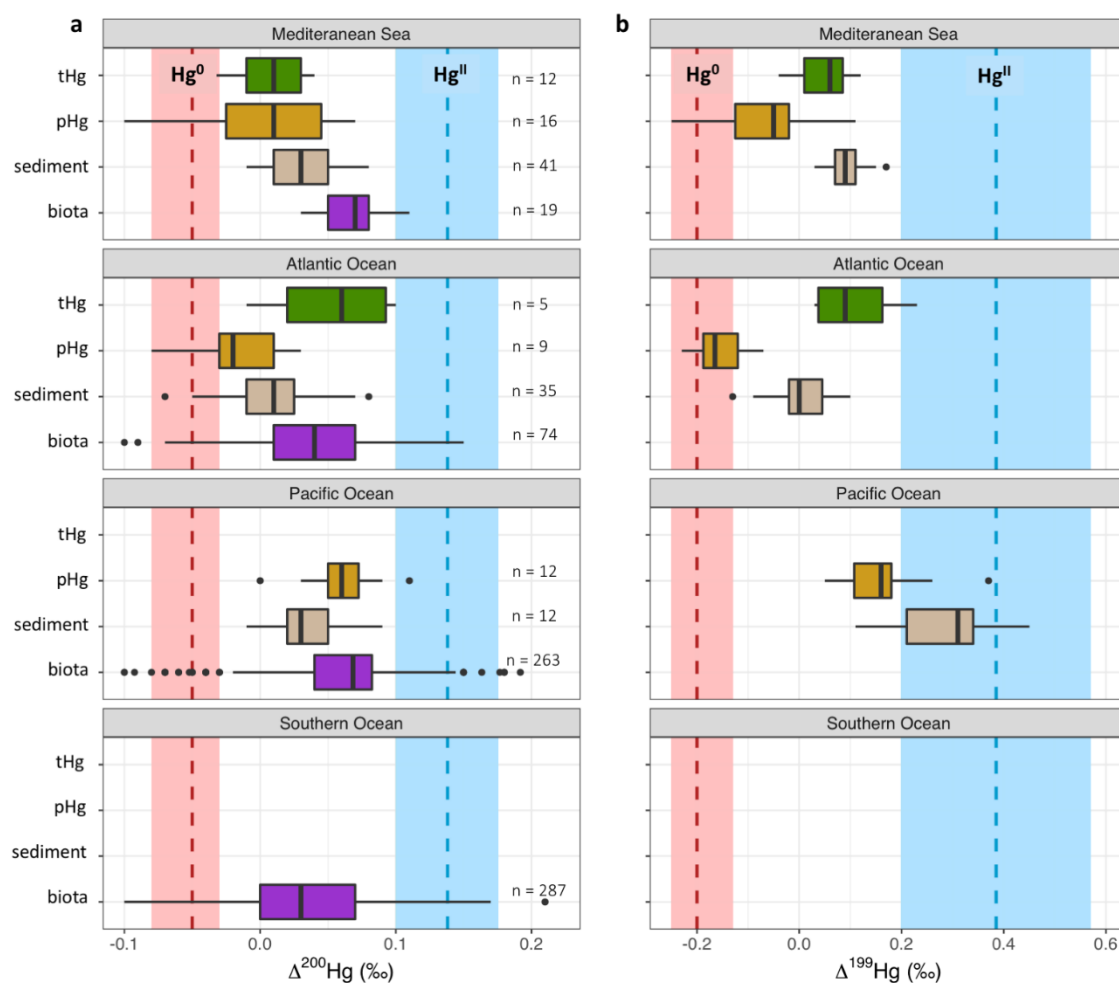 a
Mediteranean Sea
Hg⁰
Hgᴵᴵ
tHg
n = 12
pHg
n = 16
sediment
n = 41
biota
n = 19
Atlantic Ocean
tHg
n = 5
pHg
n = 9
sediment
n = 35
biota
n = 74
Pacific Ocean
tHg
pHg
n = 12
sediment
n = 12
biota
n = 263
Southern Ocean
tHg
pHg
sediment
biota
n = 287
-0.1 0.0 0.1 0.2
Δ²⁰⁰Hg (‰)
b
Mediteranean Sea
Hg⁰
Hgᴵᴵ
Atlantic Ocean
Pacific Ocean
Southern Ocean
-0.2 0.0 0.2 0.4 0.6
Δ¹⁹⁹Hg (‰)